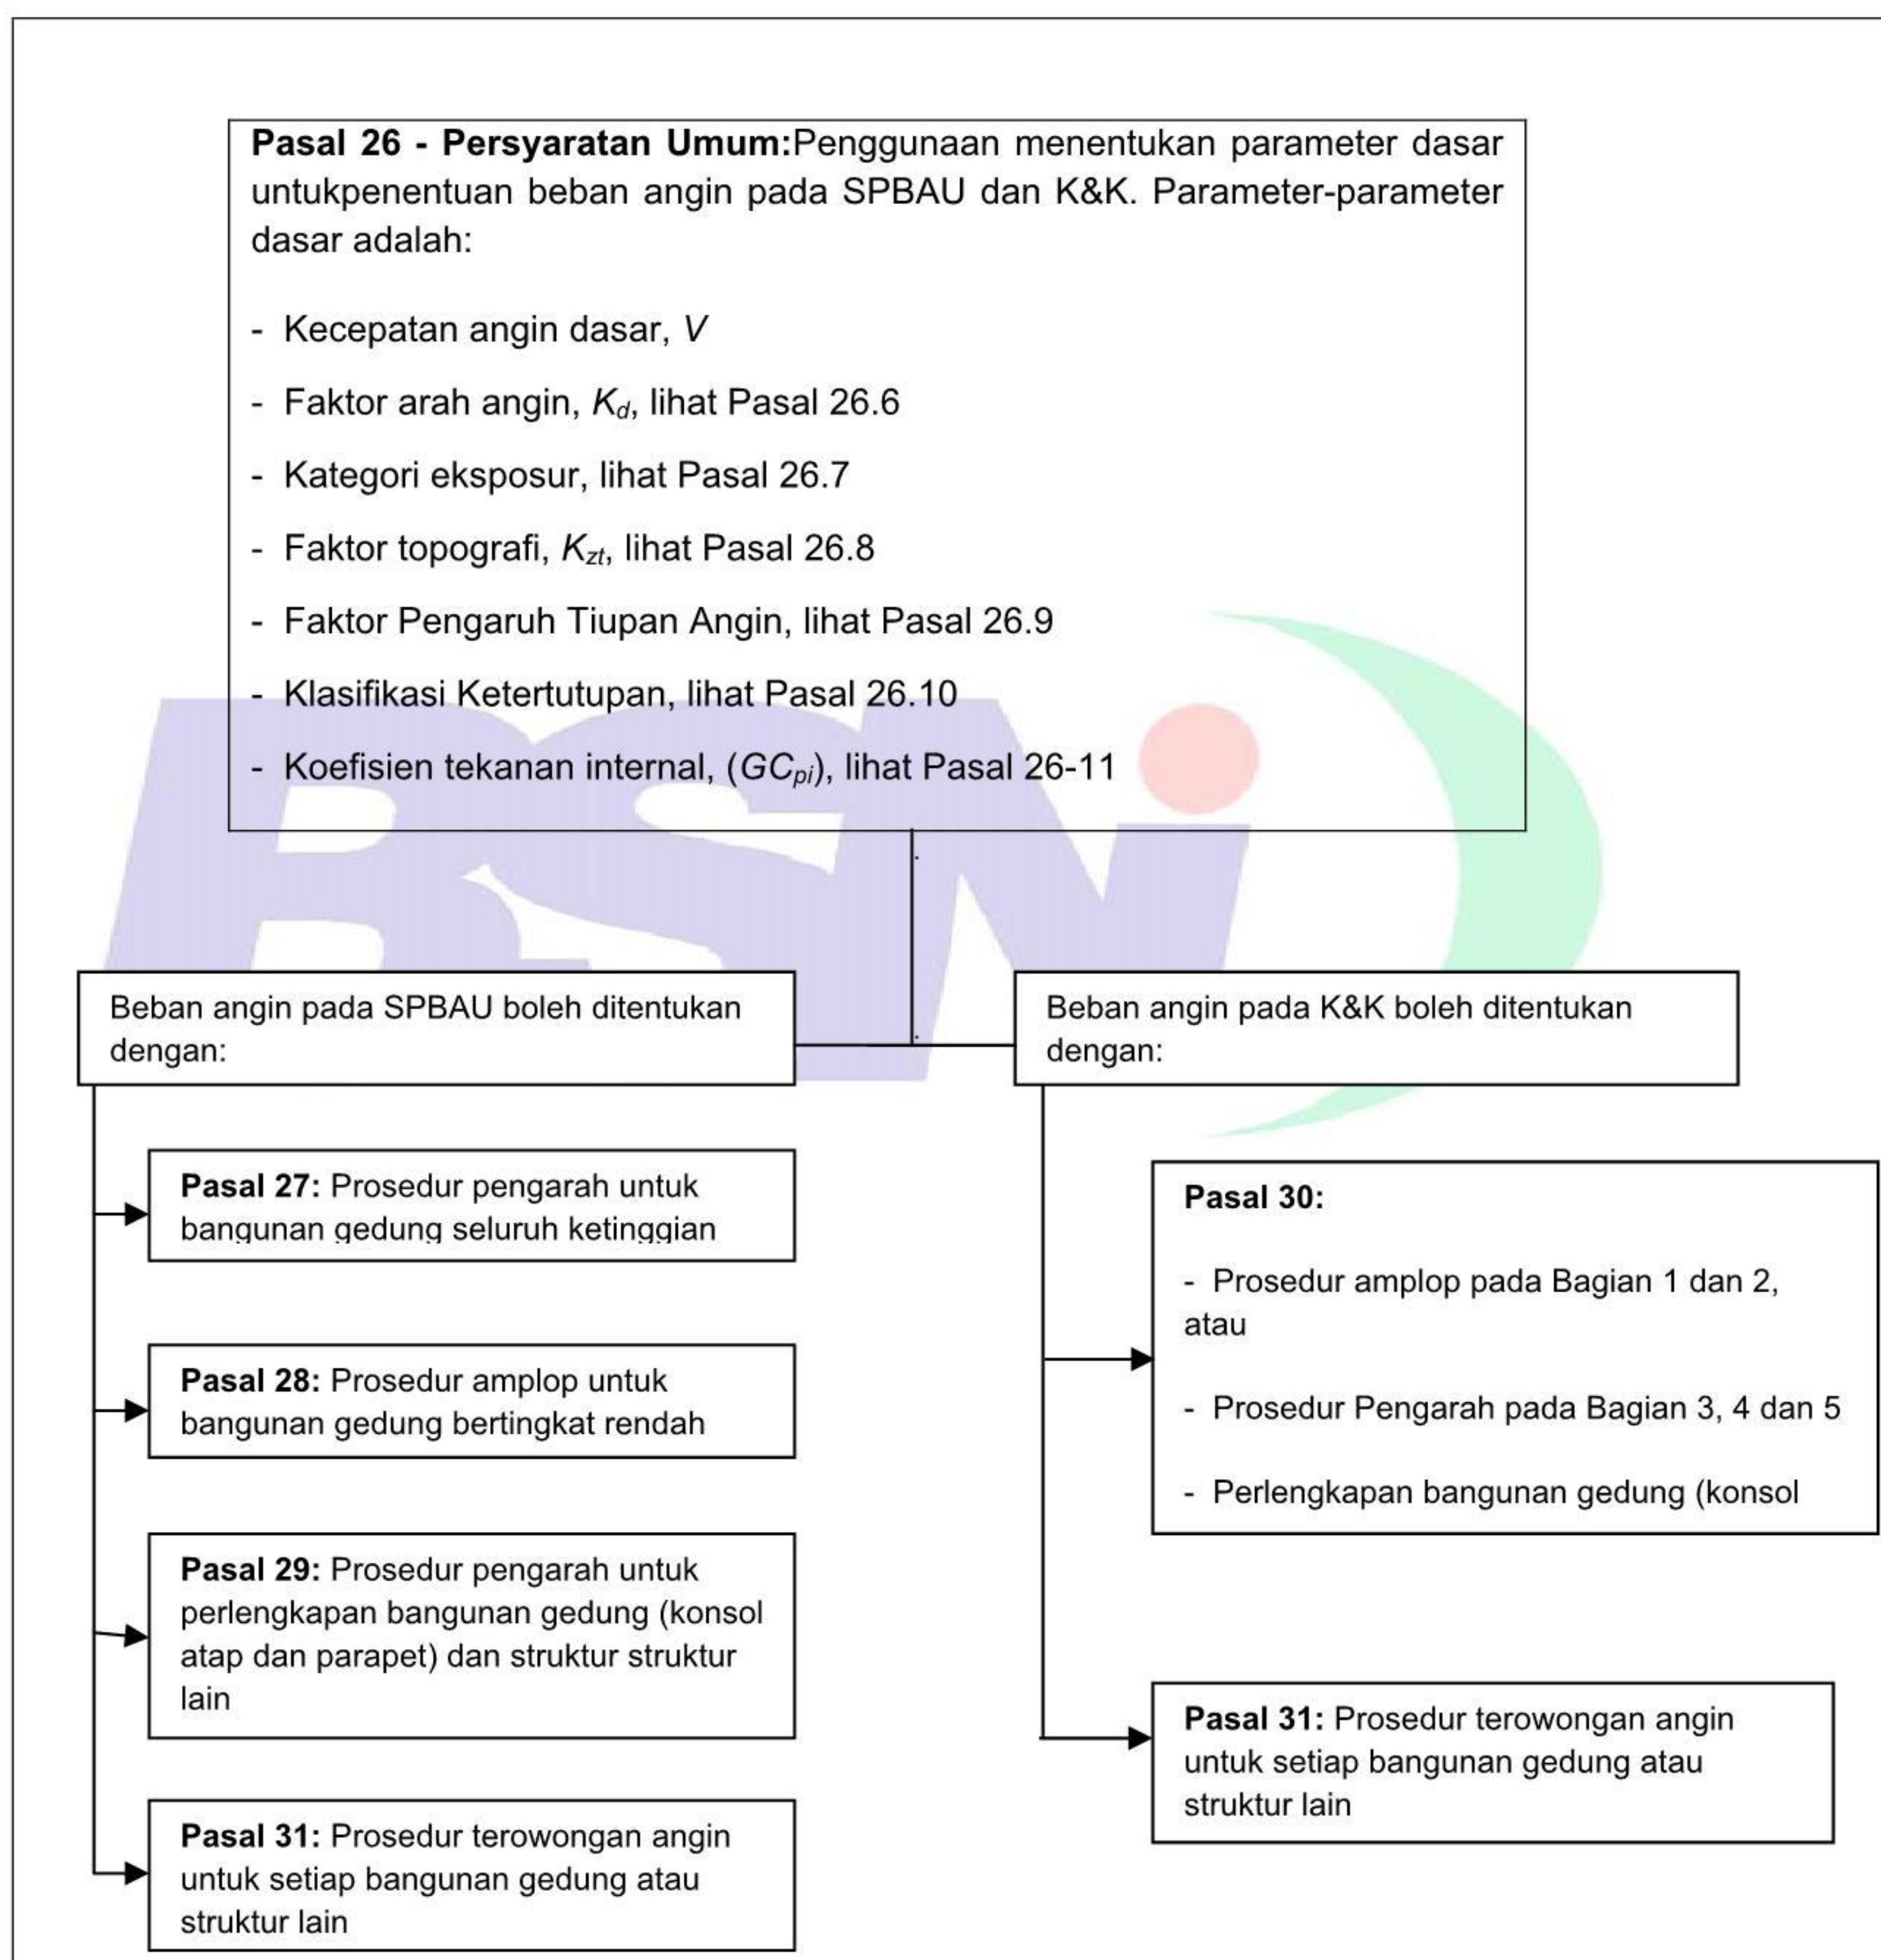 Pasal 26 - Persyaratan Umum:Penggunaan menentukan parameter dasar
untukpenentuan beban angin pada SPBAU dan K&K. Parameter-parameter
dasar adalah:
- Kecepatan angin dasar, V
- Faktor arah angin, Kd, lihat Pasal 26.6
- Kategori eksposur, lihat Pasal 26.7
- Faktor topografi, Kzt, lihat Pasal 26.8
- Faktor Pengaruh Tiupan Angin, lihat Pasal 26.9
- Klasifikasi Ketertutupan, lihat Pasal 26.10
- Koefisien tekanan internal, (GCpi), lihat Pasal 26-11
BSN
Beban angin pada SPBAU boleh ditentukan
dengan:
Pasal 27: Prosedur pengarah untuk
bangunan gedung seluruh ketinggian
Pasal 28: Prosedur amplop untuk
bangunan gedung bertingkat rendah
Pasal 29: Prosedur pengarah untuk
perlengkapan bangunan gedung (konsol
atap dan parapet) dan struktur struktur
lain
Pasal 31: Prosedur terowongan angin
untuk setiap bangunan gedung atau
struktur lain
Beban angin pada K&K boleh ditentukan
dengan:
Pasal 30:
- Prosedur amplop pada Bagian 1 dan 2,
atau
- Prosedur Pengarah pada Bagian 3, 4 dan 5
- Perlengkapan bangunan gedung (konsol
Pasal 31: Prosedur terowongan angin
untuk setiap bangunan gedung atau
struktur lain